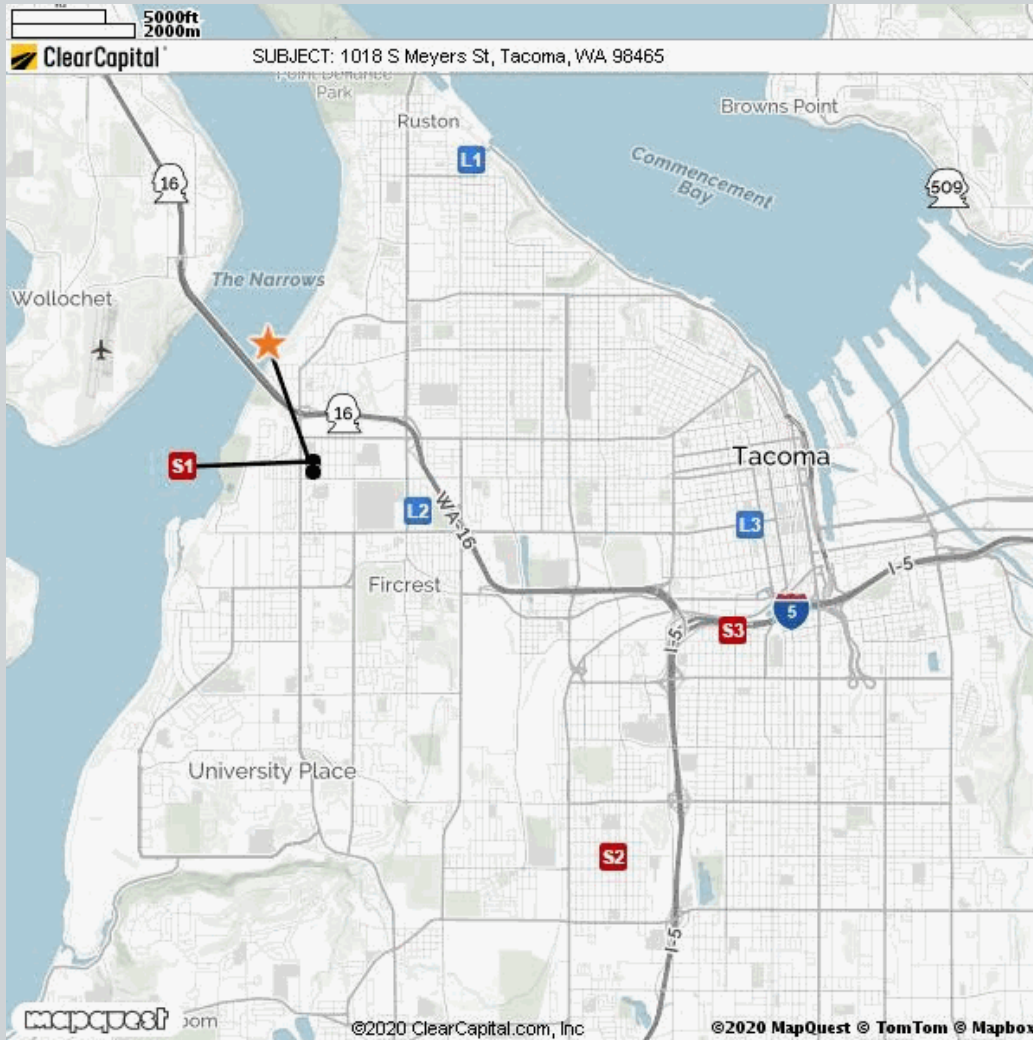 5000ft
2000m
ClearCapital
SUBJECT: 1018 S Meyers St, Tacoma, WA 98465
Point Defiance
Park
Ruston
Browns Point
L1
Commencement
Bay
16
509
The Narrows
Wollochet
16
S1
Tacoma
L2
WA-16
L3
I-5
Fircrest
5
S3
I-5
University Place
S2
I-5
mapquest
©2020 ClearCapital.com, Inc
©2020 MapQuest © TomTom © Mapbox